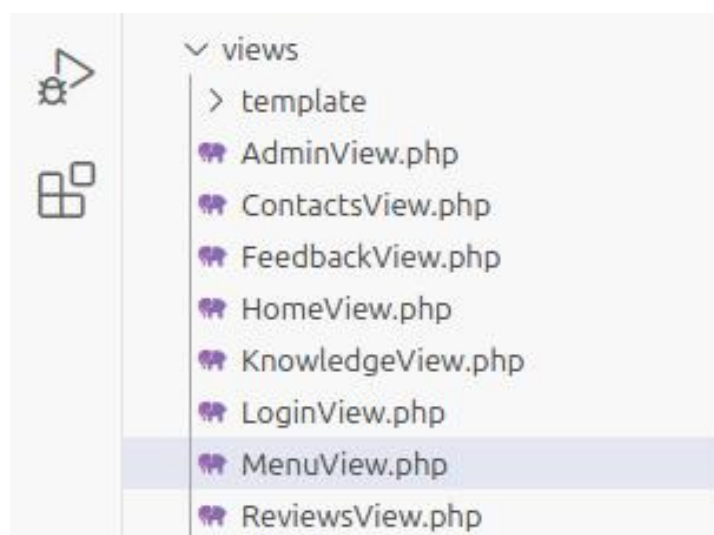 views
template
AdminView.php
ContactsView.php
FeedbackView.php
HomeView.php
KnowledgeView.php
LoginView.php
MenuView.php
ReviewsView.php